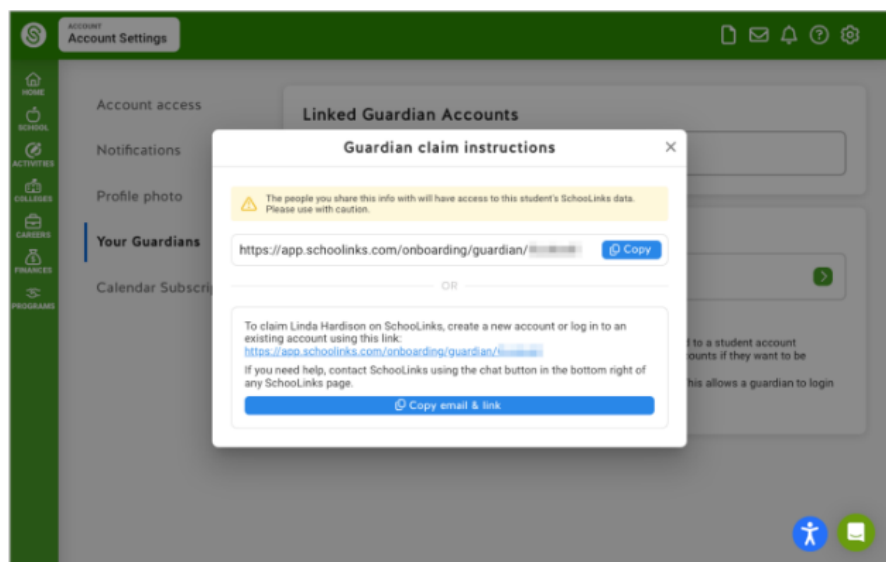 ACCOUNT
Account Settings
HOME
SCHOOL
ACTIVITIES
COLLEGES
CAREERS
FINANCES
PROGRAMS
Account access
Notifications
Profile photo
Your Guardians
Calendar Subscri
Linked Guardian Accounts
Guardian claim instructions
The people you share this info with will have access to this student's SchooLinks data.
Please use with caution.
https://app.schoolinks.com/onboarding/guardian/
Copy
OR
To claim Linda Hardison on SchooLinks, create a new account or log in to an
existing account using this link:
https://app.schoolinks.com/onboarding/guardian/
If you need help, contact SchooLinks using the chat button in the bottom right of
any SchooLinks page.
Copy email & link
to a student account
ounts if they want to be
his allows a guardian to login